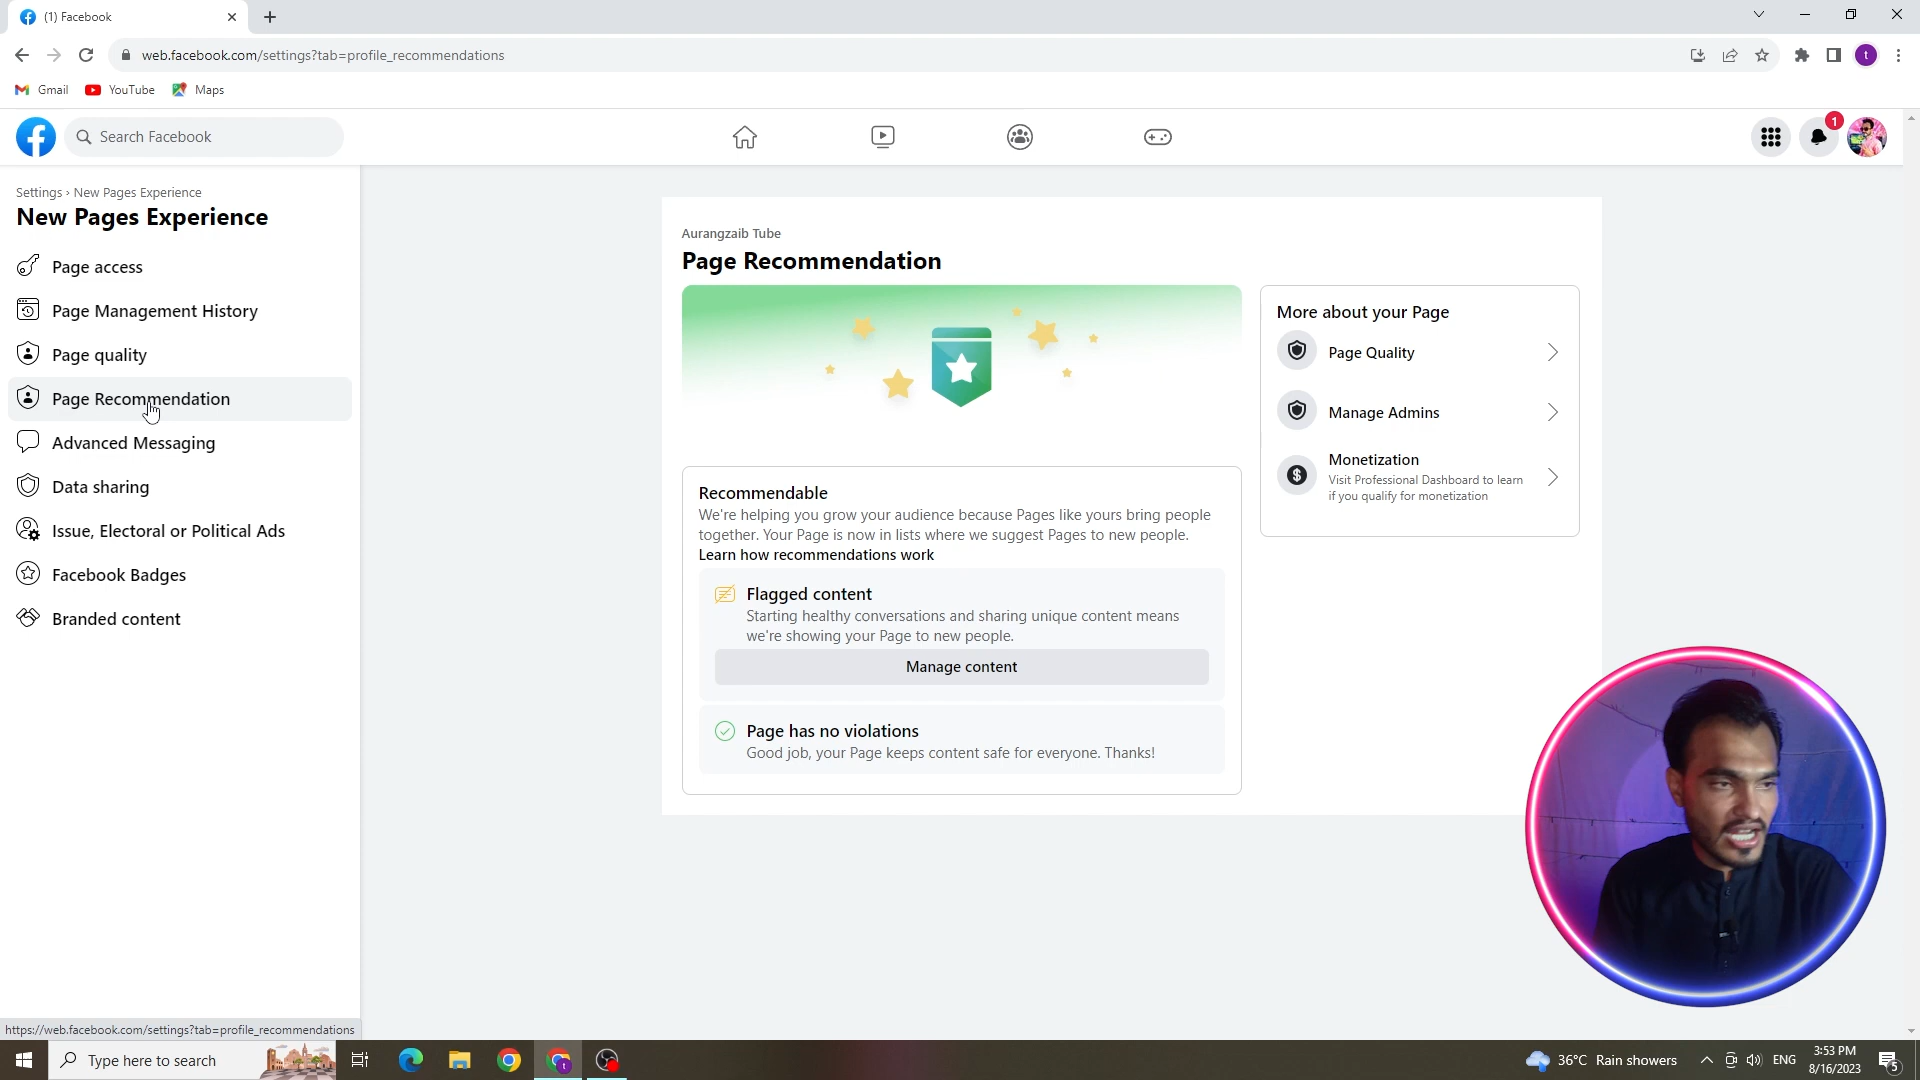 (1) Facebook
web.facebook.com/settings?tab=profile_recommendations
t
Gmail
YouTube
Maps
Search Facebook
1
Settings › New Pages Experience
New Pages Experience
Page access
Page Management History
Page quality
Page Recommendation
Advanced Messaging
Data sharing
Issue, Electoral or Political Ads
Facebook Badges
Branded content
Aurangzaib Tube
Page Recommendation
Recommendable
We're helping you grow your audience because Pages like yours bring people
together. Your Page is now in lists where we suggest Pages to new people.
Learn how recommendations work
Flagged content
Starting healthy conversations and sharing unique content means
we're showing your Page to new people.
Manage content
Page has no violations
Good job, your Page keeps content safe for everyone. Thanks!
More about your Page
Page Quality
Manage Admins
Monetization
Visit Professional Dashboard to learn
if you qualify for monetization
https://web.facebook.com/settings?tab=profile_recommendations
Type here to search
t
36°C Rain showers
ENG
3:53 PM
8/16/2023
5